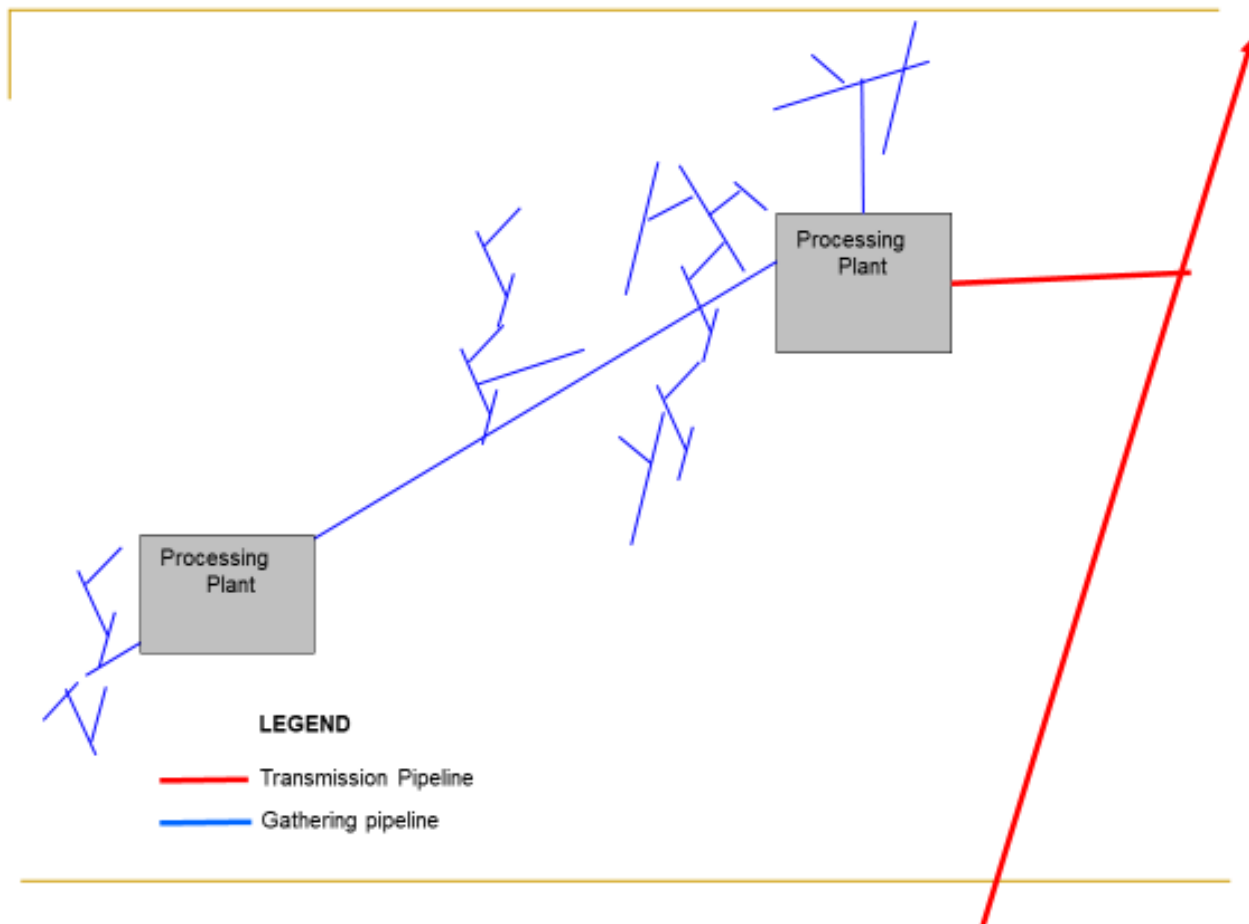 Processing
Plant
Processing
Plant
LEGEND
Transmission Pipeline
Gathering pipeline